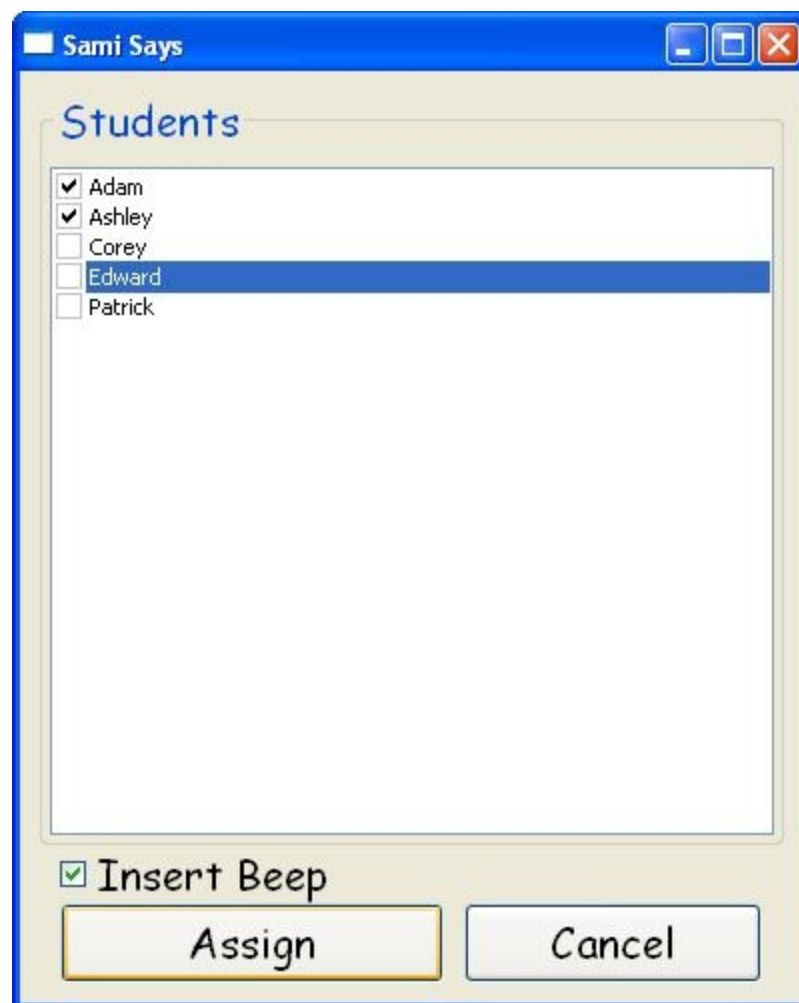 Sami Says
Students
Adam
Ashley
Corey
Edward
Patrick
Insert Beep
Assign
Cancel